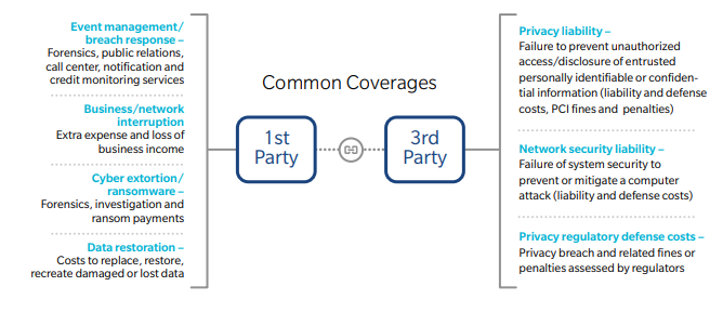 Event management/
breach response –
Forensics, public relations,
call center, notification and
credit monitoring services
Business/network
interruption
Extra expense and loss of
business income
Cyber extortion/
ransomware –
Forensics, investigation and
ransom payments
Data restoration –
Costs to replace, restore,
recreate damaged or lost data
Common Coverages
1st
Party
3rd
Party
Privacy liability –
Failure to prevent unauthorized
access/disclosure of entrusted
personally identifiable or confiden-
tial information (liability and defense
costs, PCI fines and penalties)
Network security liability –
Failure of system security to
prevent or mitigate a computer
attack (liability and defense costs)
Privacy regulatory defense costs –
Privacy breach and related fines or
penalties assessed by regulators